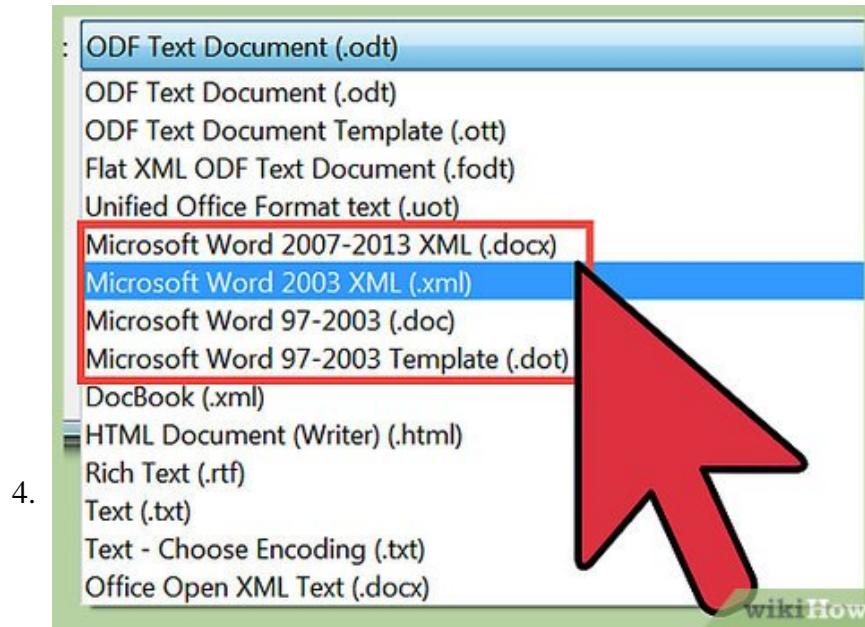 : ODF Text Document (.odt)
ODF Text Document (.odt)
ODF Text Document Template (.ott)
Flat XML ODF Text Document (.fodt)
Unified Office Format text (.uot)
Microsoft Word 2007-2013 XML (.docx)
Microsoft Word 2003 XML (.xml)
Microsoft Word 97-2003 (.doc)
Microsoft Word 97-2003 Template (.dot)
DocBook (.xml)
HTML Document (Writer) (.html)
Rich Text (.rtf)
4.
Text (.txt)
Text - Choose Encoding (.txt)
Office Open XML Text (.docx)
wikiHow